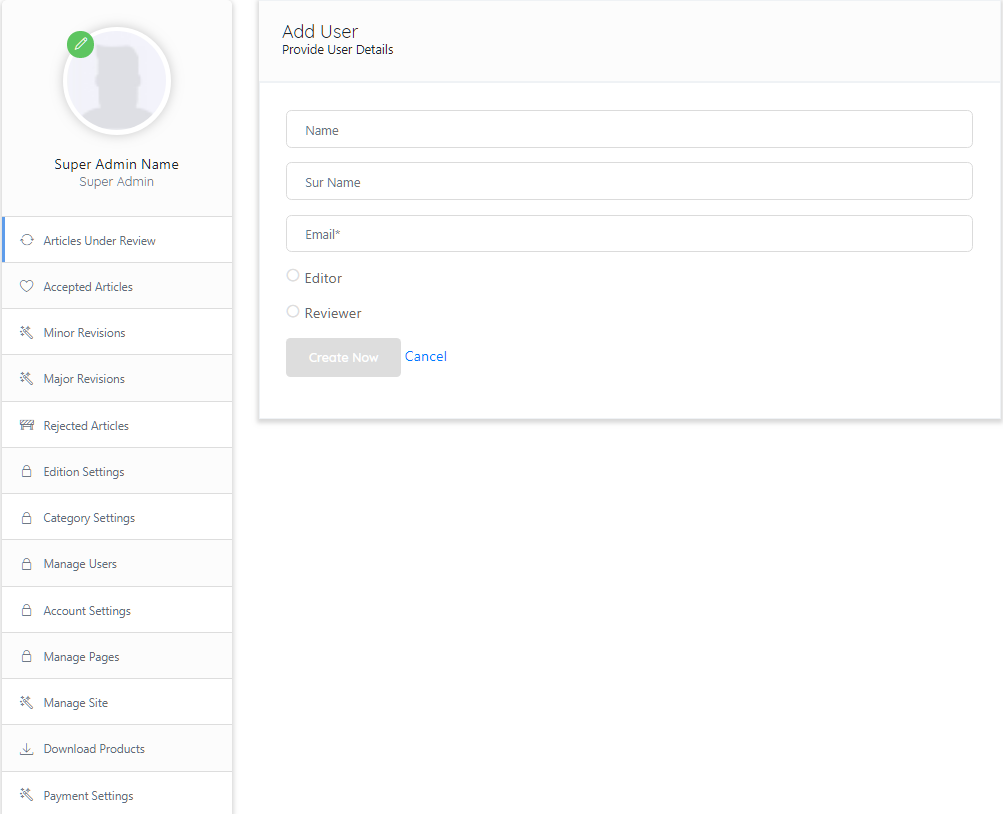 Super Admin Name
Super Admin
Articles Under Review
Accepted Articles
Minor Revisions
Major Revisions
Rejected Articles
Edition Settings
Category Settings
Manage Users
Account Settings
Manage Pages
Manage Site
Download Products
Payment Settings
Add User
Provide User Details
Name
Sur Name
Email*
Editor
Reviewer
Create Now Cancel